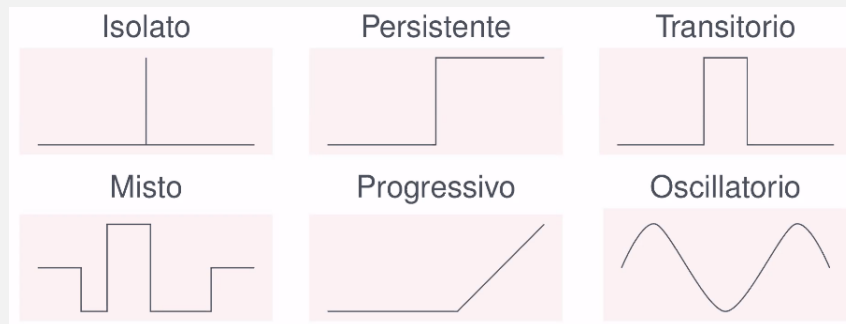 Isolato
Persistente
Transitorio
Misto
Progressivo
Oscillatorio